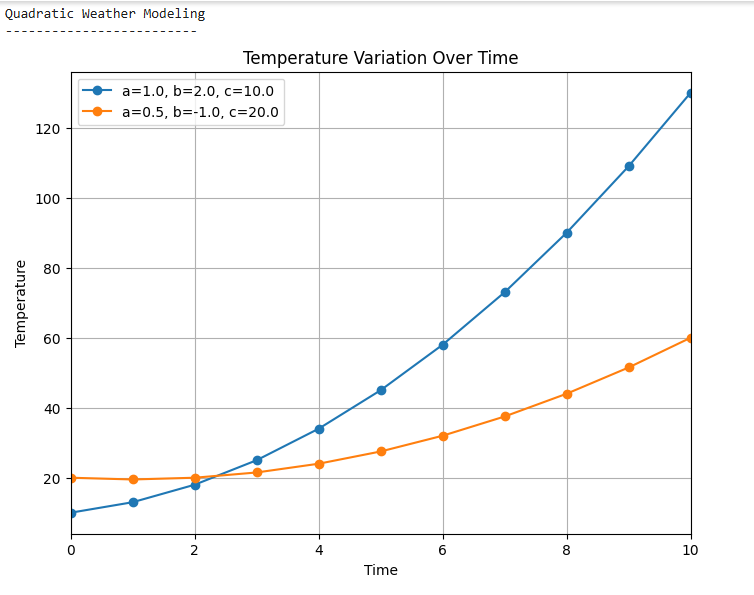 Quadratic Weather Modeling
-------------------------
Temperature Variation Over Time
a=1.0, b=2.0, c=10.0
a=0.5, b=-1.0, c=20.0
120
100
80
60
40
20
Temperature
0 2 4 6 8 10
Time